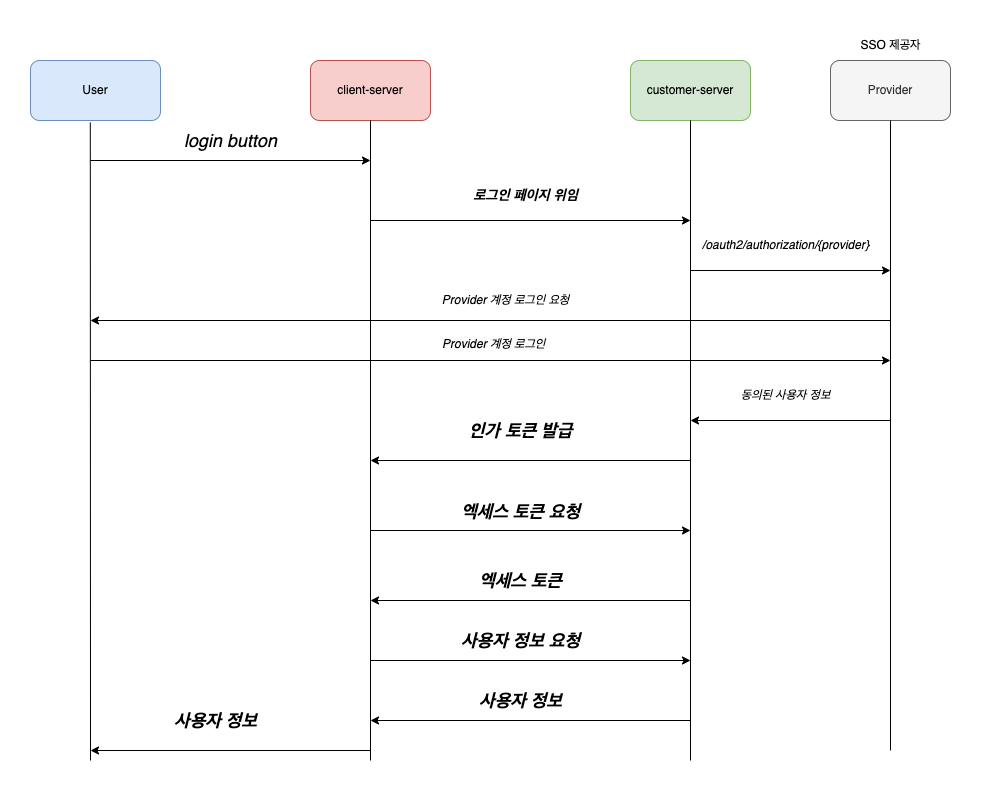 SSO 제공자
User
client-server
customer-server
Provider
login button
로그인 페이지 위임
/oauth2/authorization/{provider}
Provider 계정 로그인 요청
Provider 계정 로그인
동의된 사용자 정보
인가 토큰 발급
엑세스 토큰 요청
엑세스 토큰
사용자 정보 요청
사용자 정보
사용자 정보